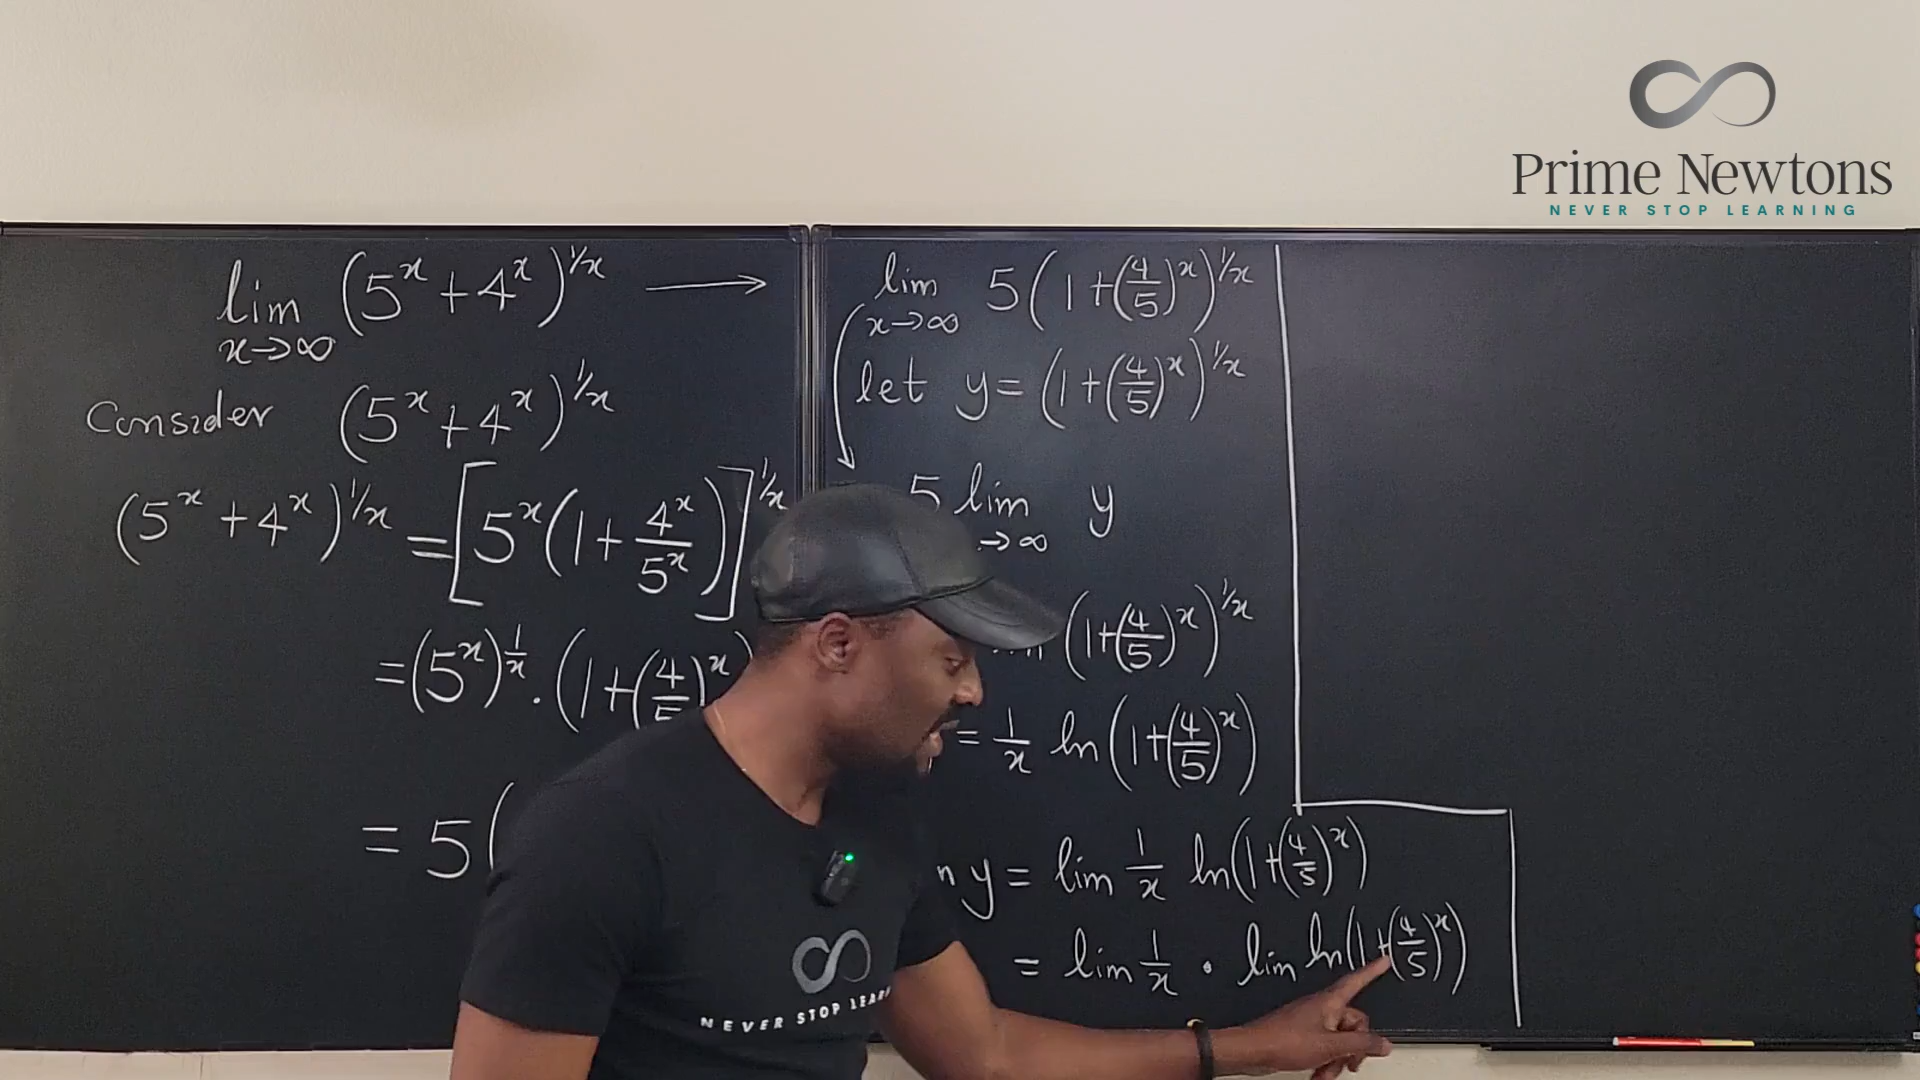 Prime Newtons
NEVER STOP LEARNING
lim x→∞ (5^x + 4^x)^{1/x} →
Consider (5^x + 4^x)^{1/x}
(5^x + 4^x)^{1/x} = [5^x (1 + 4^x/5^x)]^{1/x}
= (5^x)^{1/x} · (1 + (4/5)^x
= 5 (
lim x→∞ 5(1 + (4/5)^x)^{1/x}
let y = (1 + (4/5)^x)^{1/x}
5 lim →∞ y
(1 + (4/5)^x)^{1/x}
= 1/x ln(1 + (4/5)^x)
n y = lim 1/x ln(1 + (4/5)^x)
= lim 1/x · lim ln(1 + (4/5)^x)
NEVER STOP LEAR